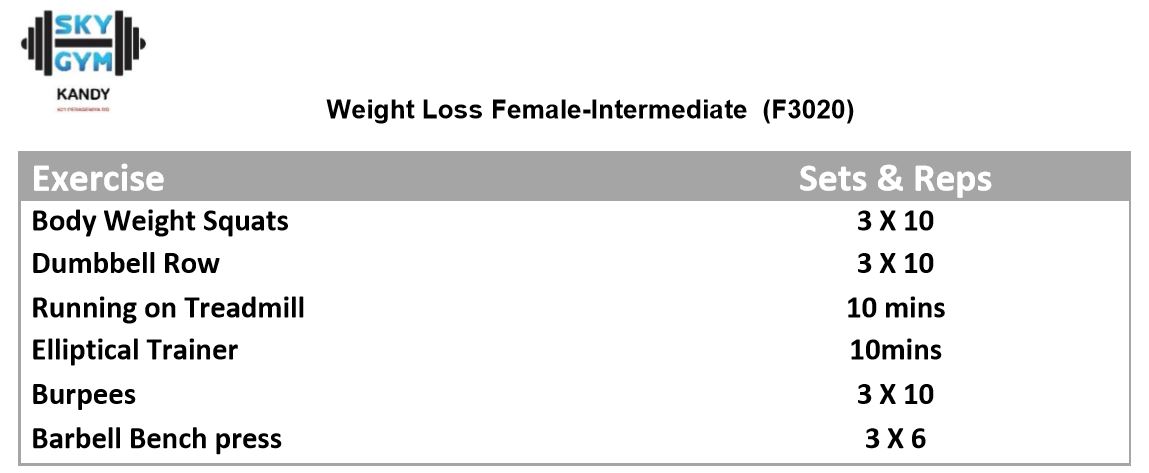 SKY
GYM
KANDY
Weight Loss Female-Intermediate (F3020)
Exercise Sets & Reps
Body Weight Squats 3 X 10
Dumbbell Row 3 X 10
Running on Treadmill 10 mins
Elliptical Trainer 10mins
Burpees 3 X 10
Barbell Bench press 3 X 6